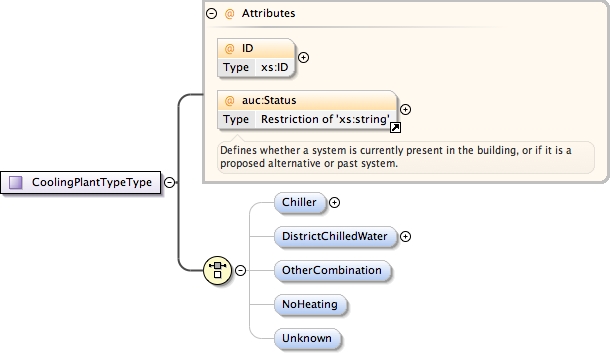 @ Attributes
@ ID
Type xs:ID
@ auc:Status
Type Restriction of 'xs:string'
Defines whether a system is currently present in the building, or if it is a
proposed alternative or past system.
CoolingPlantTypeType
Chiller
DistrictChilledWater
OtherCombination
NoHeating
Unknown